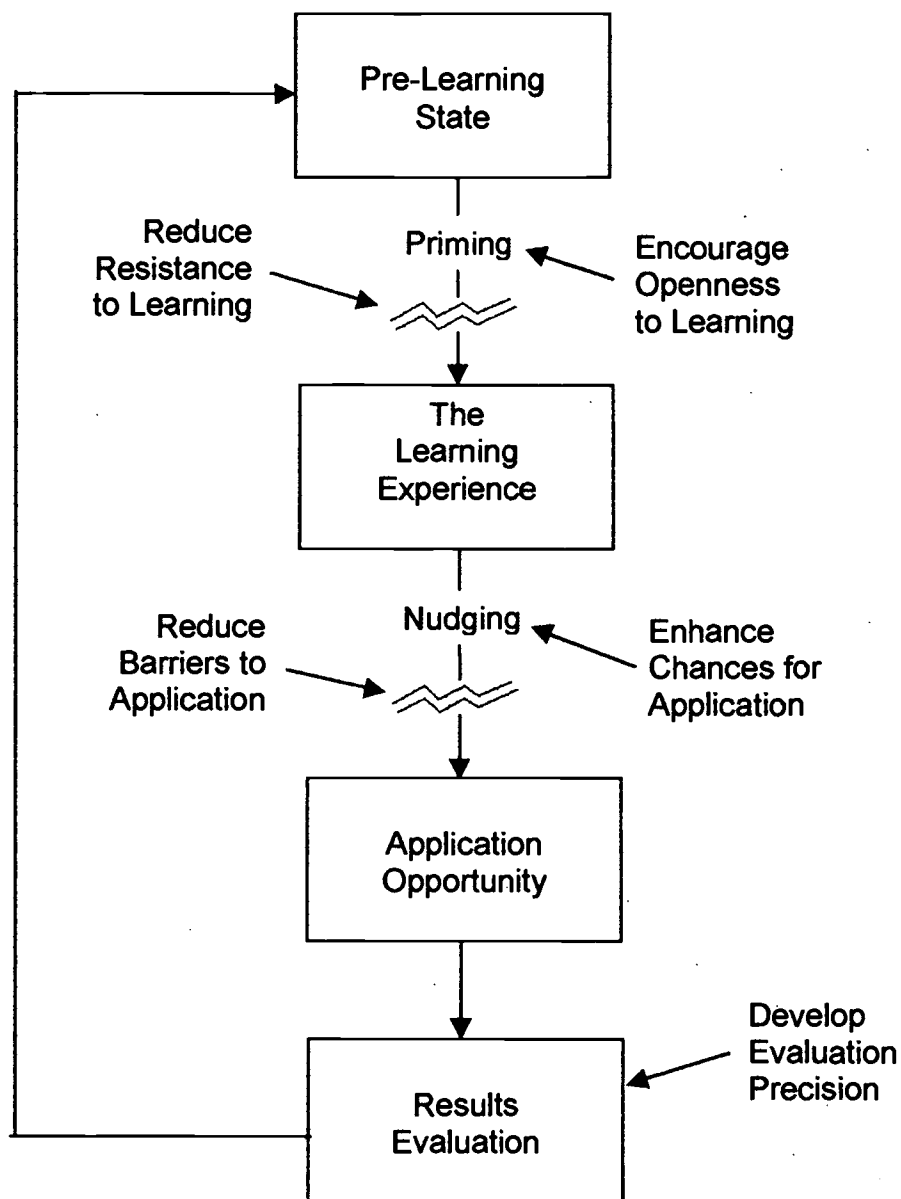 Pre-Learning
State
Reduce
Resistance
to Learning
Priming
Encourage
Openness
to Learning
The
Learning
Experience
Reduce
Barriers to
Application
Nudging
Enhance
Chances for
Application
Application
Opportunity
Develop
Evaluation
Precision
Results
Evaluation